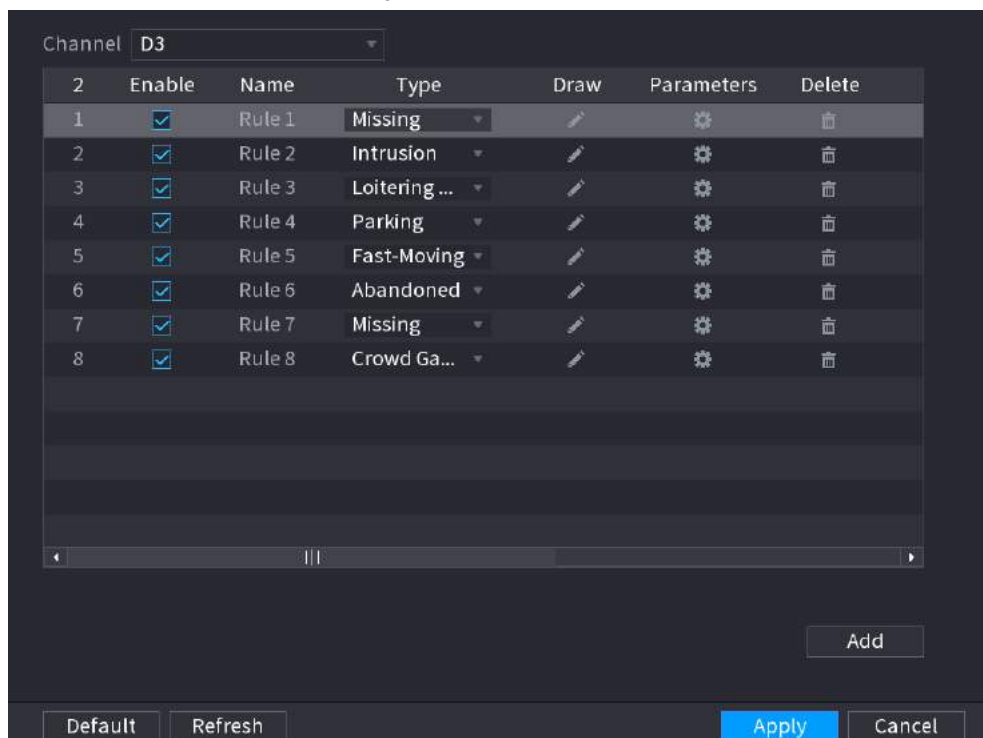 Channel D3
2 Enable Name Type Draw Parameters Delete
1 Rule 1 Missing
2 Rule 2 Intrusion
3 Rule 3 Loitering ...
4 Rule 4 Parking
5 Rule 5 Fast-Moving
6 Rule 6 Abandoned
7 Rule 7 Missing
8 Rule 8 Crowd Ga...
Add
Default Refresh Apply Cancel